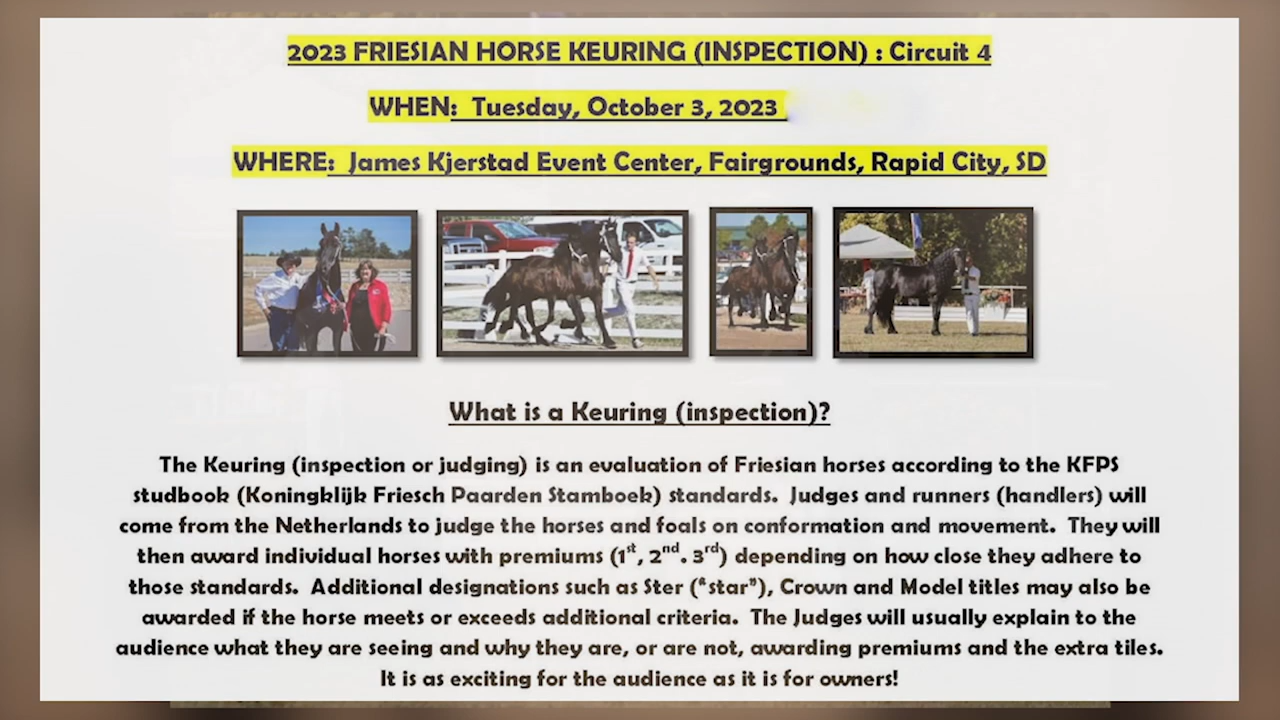 2023 FRIESIAN HORSE KEURING (INSPECTION) : Circuit 4
WHEN: Tuesday, October 3, 2023
WHERE: James Kjerstad Event Center, Fairgrounds, Rapid City, SD
What is a Keuring (inspection)?
The Keuring (inspection or judging) is an evaluation of Friesian horses according to the KFPS
studbook (Koningklijk Friesch Paarden Stamboek) standards. Judges and runners (handlers) will
come from the Netherlands to judge the horses and foals on conformation and movement. They will
then award individual horses with premiums (1st, 2nd. 3rd) depending on how close they adhere to
those standards. Additional designations such as Ster ("star"), Crown and Model titles may also be
awarded if the horse meets or exceeds additional criteria. The Judges will usually explain to the
audience what they are seeing and why they are, or are not, awarding premiums and the extra tiles.
It is as exciting for the audience as it is for owners!